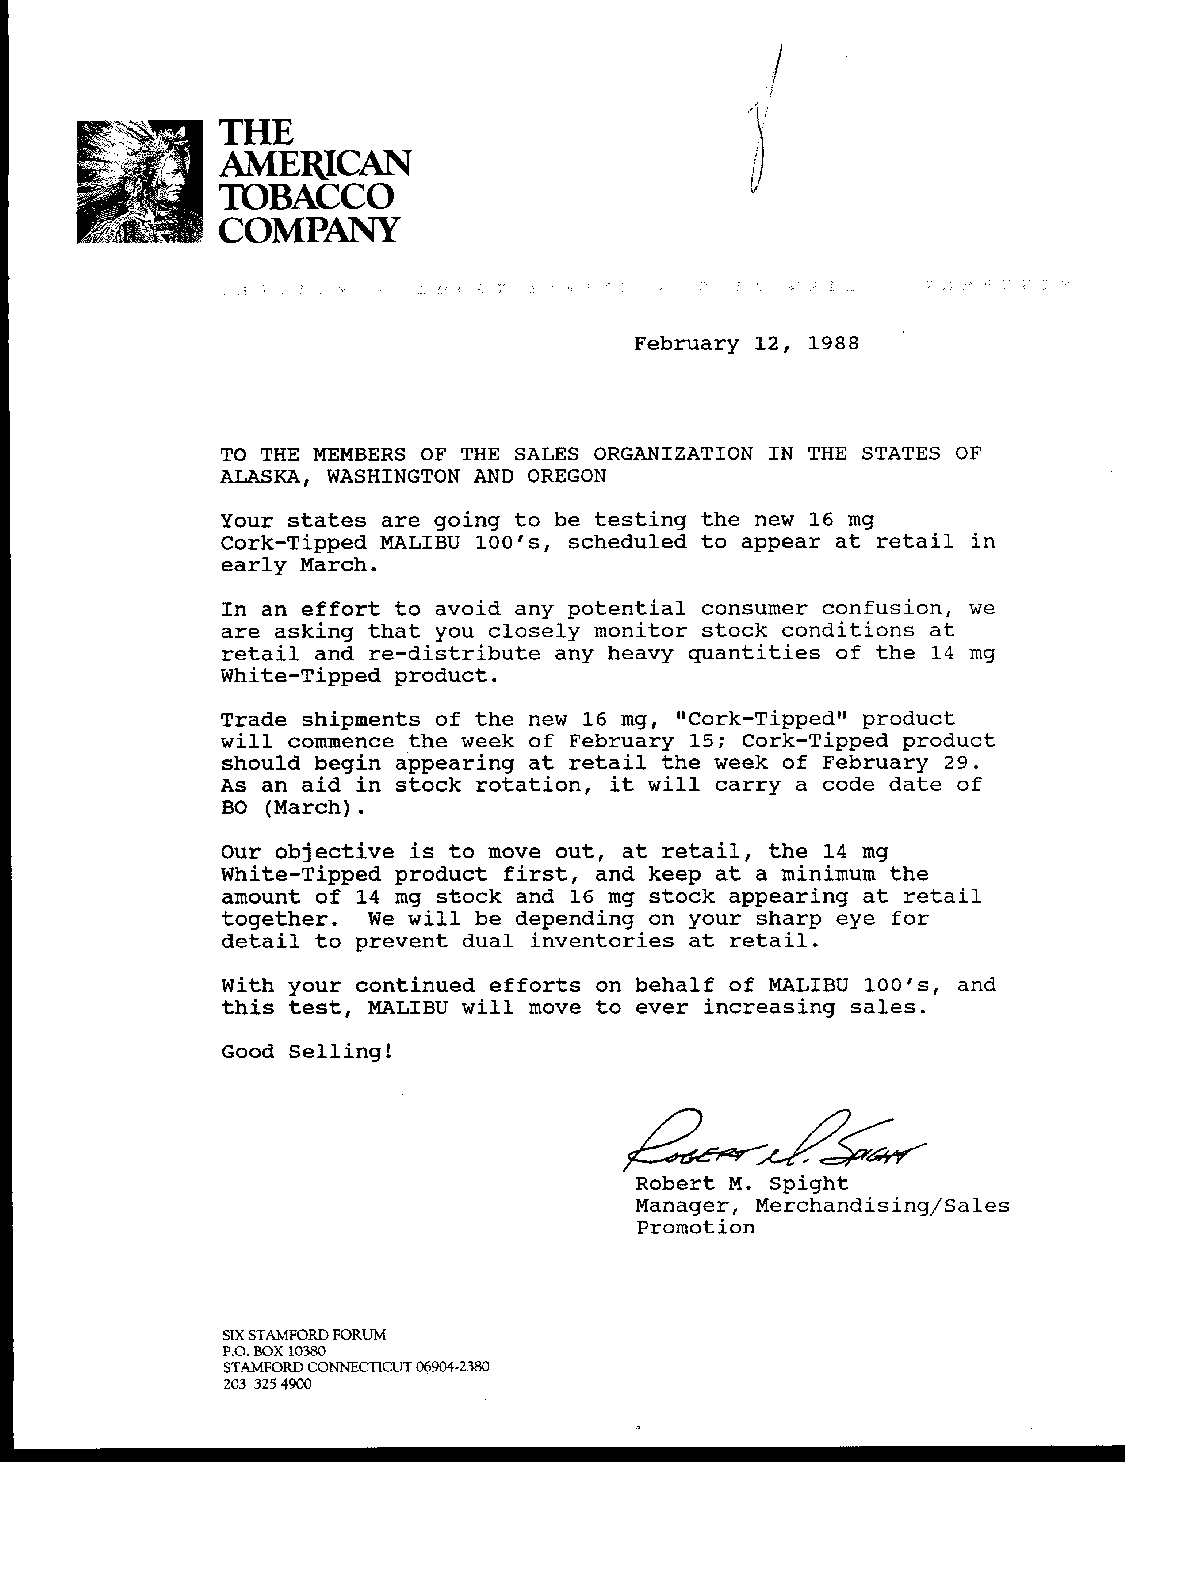 THE
AMERICAN
TOBACCO
COMPANY
February 12, 1988
TO THE MEMBERS OF THE SALES ORGANIZATION IN THE STATES OF
ALASKA, WASHINGTON AND OREGON
Your states are going to be testing the new 16 mg
Cork-Tipped MALIBU 100's, scheduled to appear at retail in
early March.
In an effort to avoid any potential consumer confusion, we
are asking that you closely monitor stock conditions at
retail and re-distribute any heavy quantities of the 14 mg
White-Tipped product.
Trade shipments of the new 16 mg, "Cork-Tipped" product
will commence the week of February 15; Cork-Tipped product
should begin appearing at retail the week of February 29.
As an aid in stock rotation, it will carry a code date of
BO (March).
Our objective is to move out, at retail, the 14 mg
White-Tipped product first, and keep at a minimum the
amount of 14 mg stock and 16 mg stock appearing at retail
together.  We will be depending on your sharp eye for
detail to prevent dual inventories at retail.
With your continued efforts on behalf of MALIBU 100's, and
this test, MALIBU will move to ever increasing sales.
Good Selling!
Robert M. Spight
Robert M. Spight
Manager, Merchandising/Sales
Promotion
SIX STAMFORD FORUM
P.O. BOX 10380
STAMFORD CONNECTICUT 06904-2380
203 325 4900